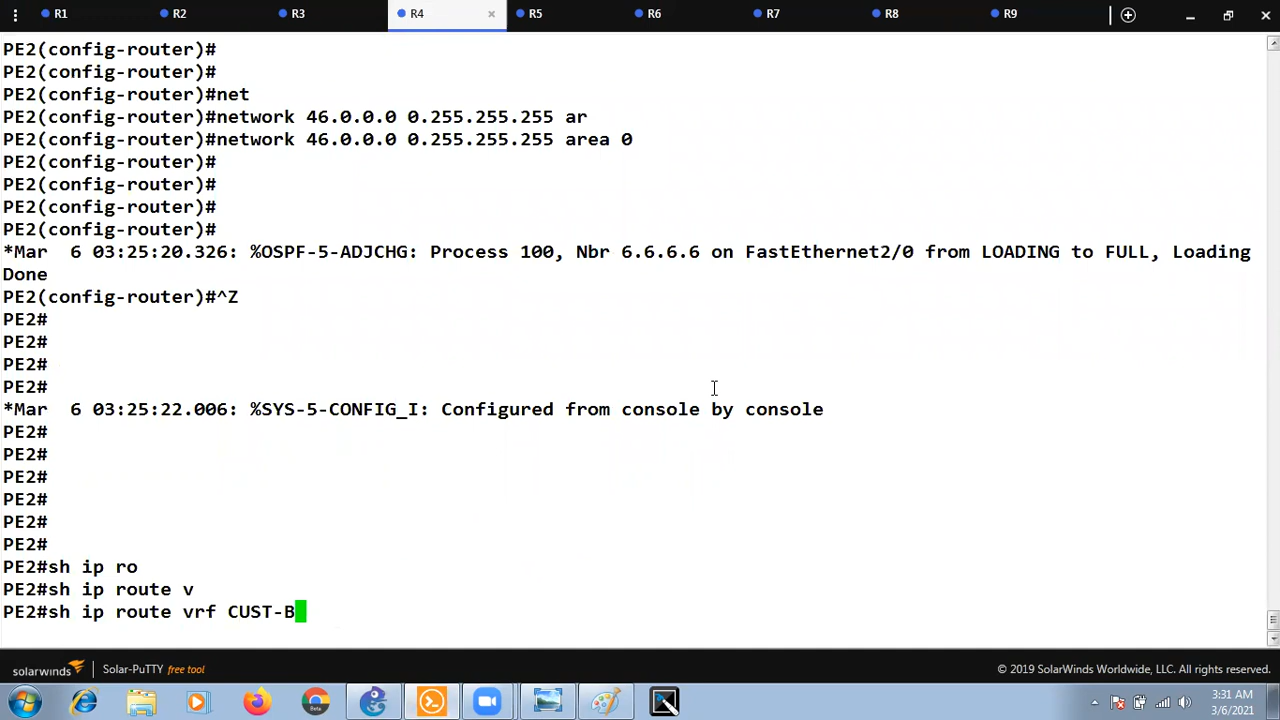 R1 R2 R3 R4 × R5 R6 R7 R8 R9
PE2(config-router)#
PE2(config-router)#
PE2(config-router)#net
PE2(config-router)#network 46.0.0.0 0.255.255.255 ar
PE2(config-router)#network 46.0.0.0 0.255.255.255 area 0
PE2(config-router)#
PE2(config-router)#
PE2(config-router)#
PE2(config-router)#
*Mar  6 03:25:20.326: %OSPF-5-ADJCHG: Process 100, Nbr 6.6.6.6 on FastEthernet2/0 from LOADING to FULL, Loading
Done
PE2(config-router)#^Z
PE2#
PE2#
PE2#
PE2#
*Mar  6 03:25:22.006: %SYS-5-CONFIG_I: Configured from console by console
PE2#
PE2#
PE2#
PE2#
PE2#
PE2#
PE2#sh ip ro
PE2#sh ip route v
PE2#sh ip route vrf CUST-B
solarwinds Solar-PuTTY free tool © 2019 SolarWinds Worldwide, LLC. All rights reserved.
3:31 AM
3/6/2021